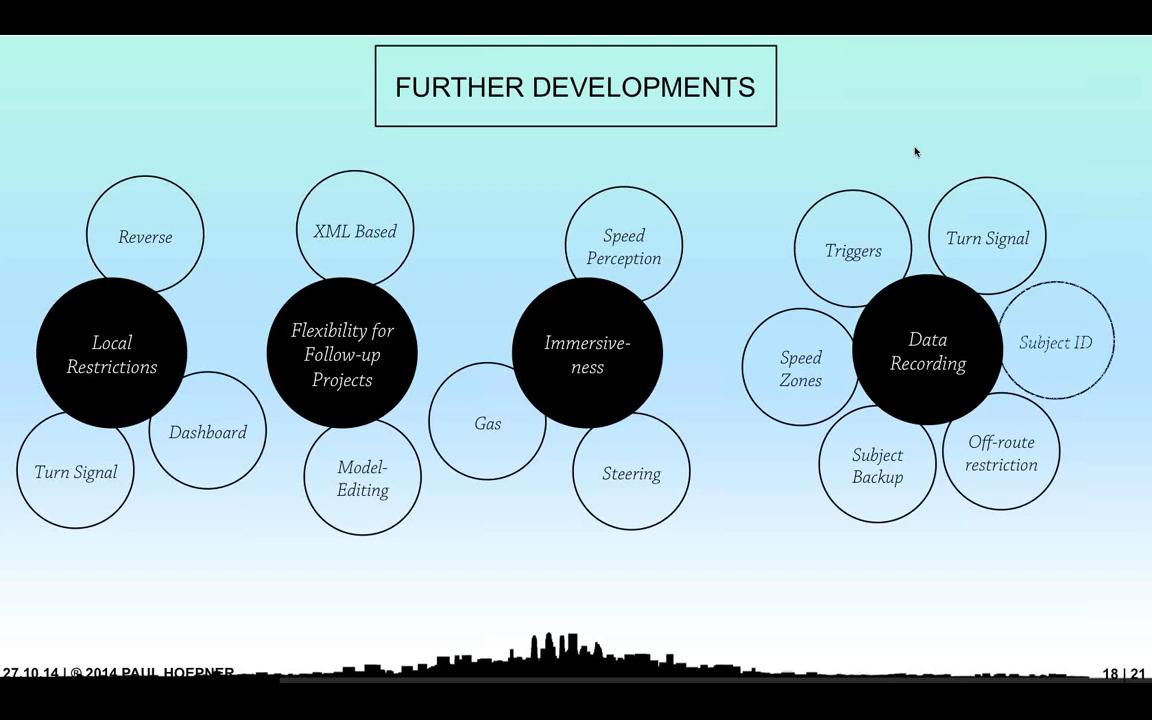 FURTHER DEVELOPMENTS
Reverse
Local
Restrictions
Dashboard
Turn Signal
XML Based
Flexibility for
Follow-up
Projects
Model-
Editing
Speed
Perception
Immersive-
ness
Gas
Steering
Triggers
Turn Signal
Data
Recording
Subject ID
Speed
Zones
Subject
Backup
Off-route
restriction
27.10.14 | © 2014 PAUL HOEPNER
18 | 21